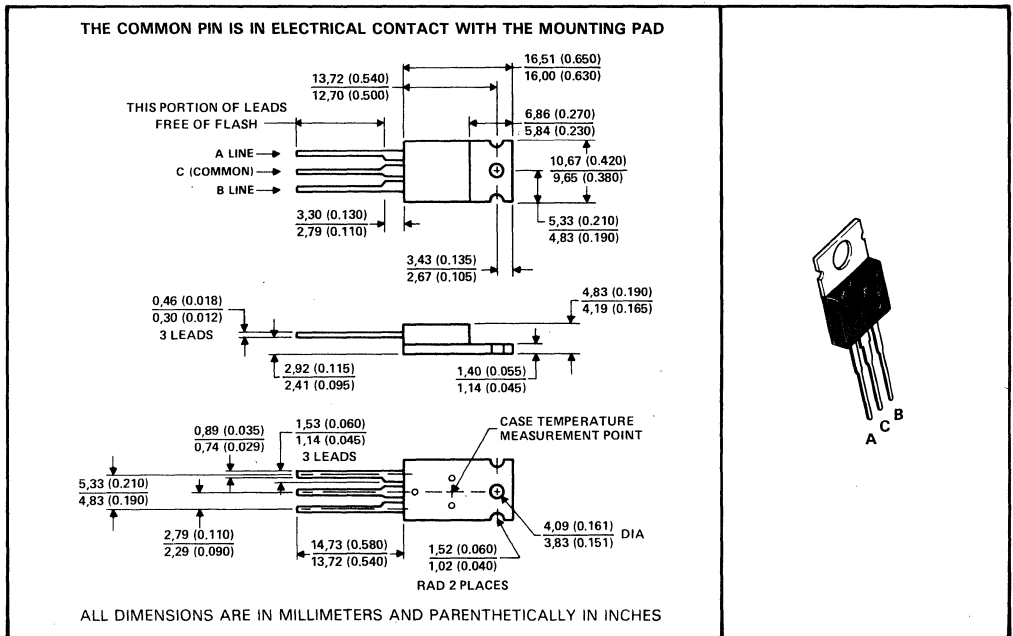 THE COMMON PIN IS IN ELECTRICAL CONTACT WITH THE MOUNTING PAD
16,51 (0.650)
16,00 (0.630)
13,72 (0.540)
12,70 (0.500)
THIS PORTION OF LEADS
FREE OF FLASH
6,86 (0.270)
5,84 (0.230)
A LINE
C (COMMON)
B LINE
10,67 (0.420)
9,65 (0.380)
3,30 (0.130)
2,79 (0.110)
5,33 (0.210)
4,83 (0.190)
3,43 (0.135)
2,67 (0.105)
0,46 (0.018)
0,30 (0.012)
3 LEADS
4,83 (0.190)
4,19 (0.165)
2,92 (0.115)
2,41 (0.095)
1,40 (0.055)
1,14 (0.045)
0,89 (0.035)
0,74 (0.029)
1,53 (0.060)
1,14 (0.045)
3 LEADS
CASE TEMPERATURE
MEASUREMENT POINT
5,33 (0.210)
4,83 (0.190)
2,79 (0.110)
2,29 (0.090)
14,73 (0.580)
13,72 (0.540)
1,52 (0.060)
1,02 (0.040)
RAD 2 PLACES
4,09 (0.161)
3,83 (0.151) DIA
ALL DIMENSIONS ARE IN MILLIMETERS AND PARENTHETICALLY IN INCHES
A
C
B